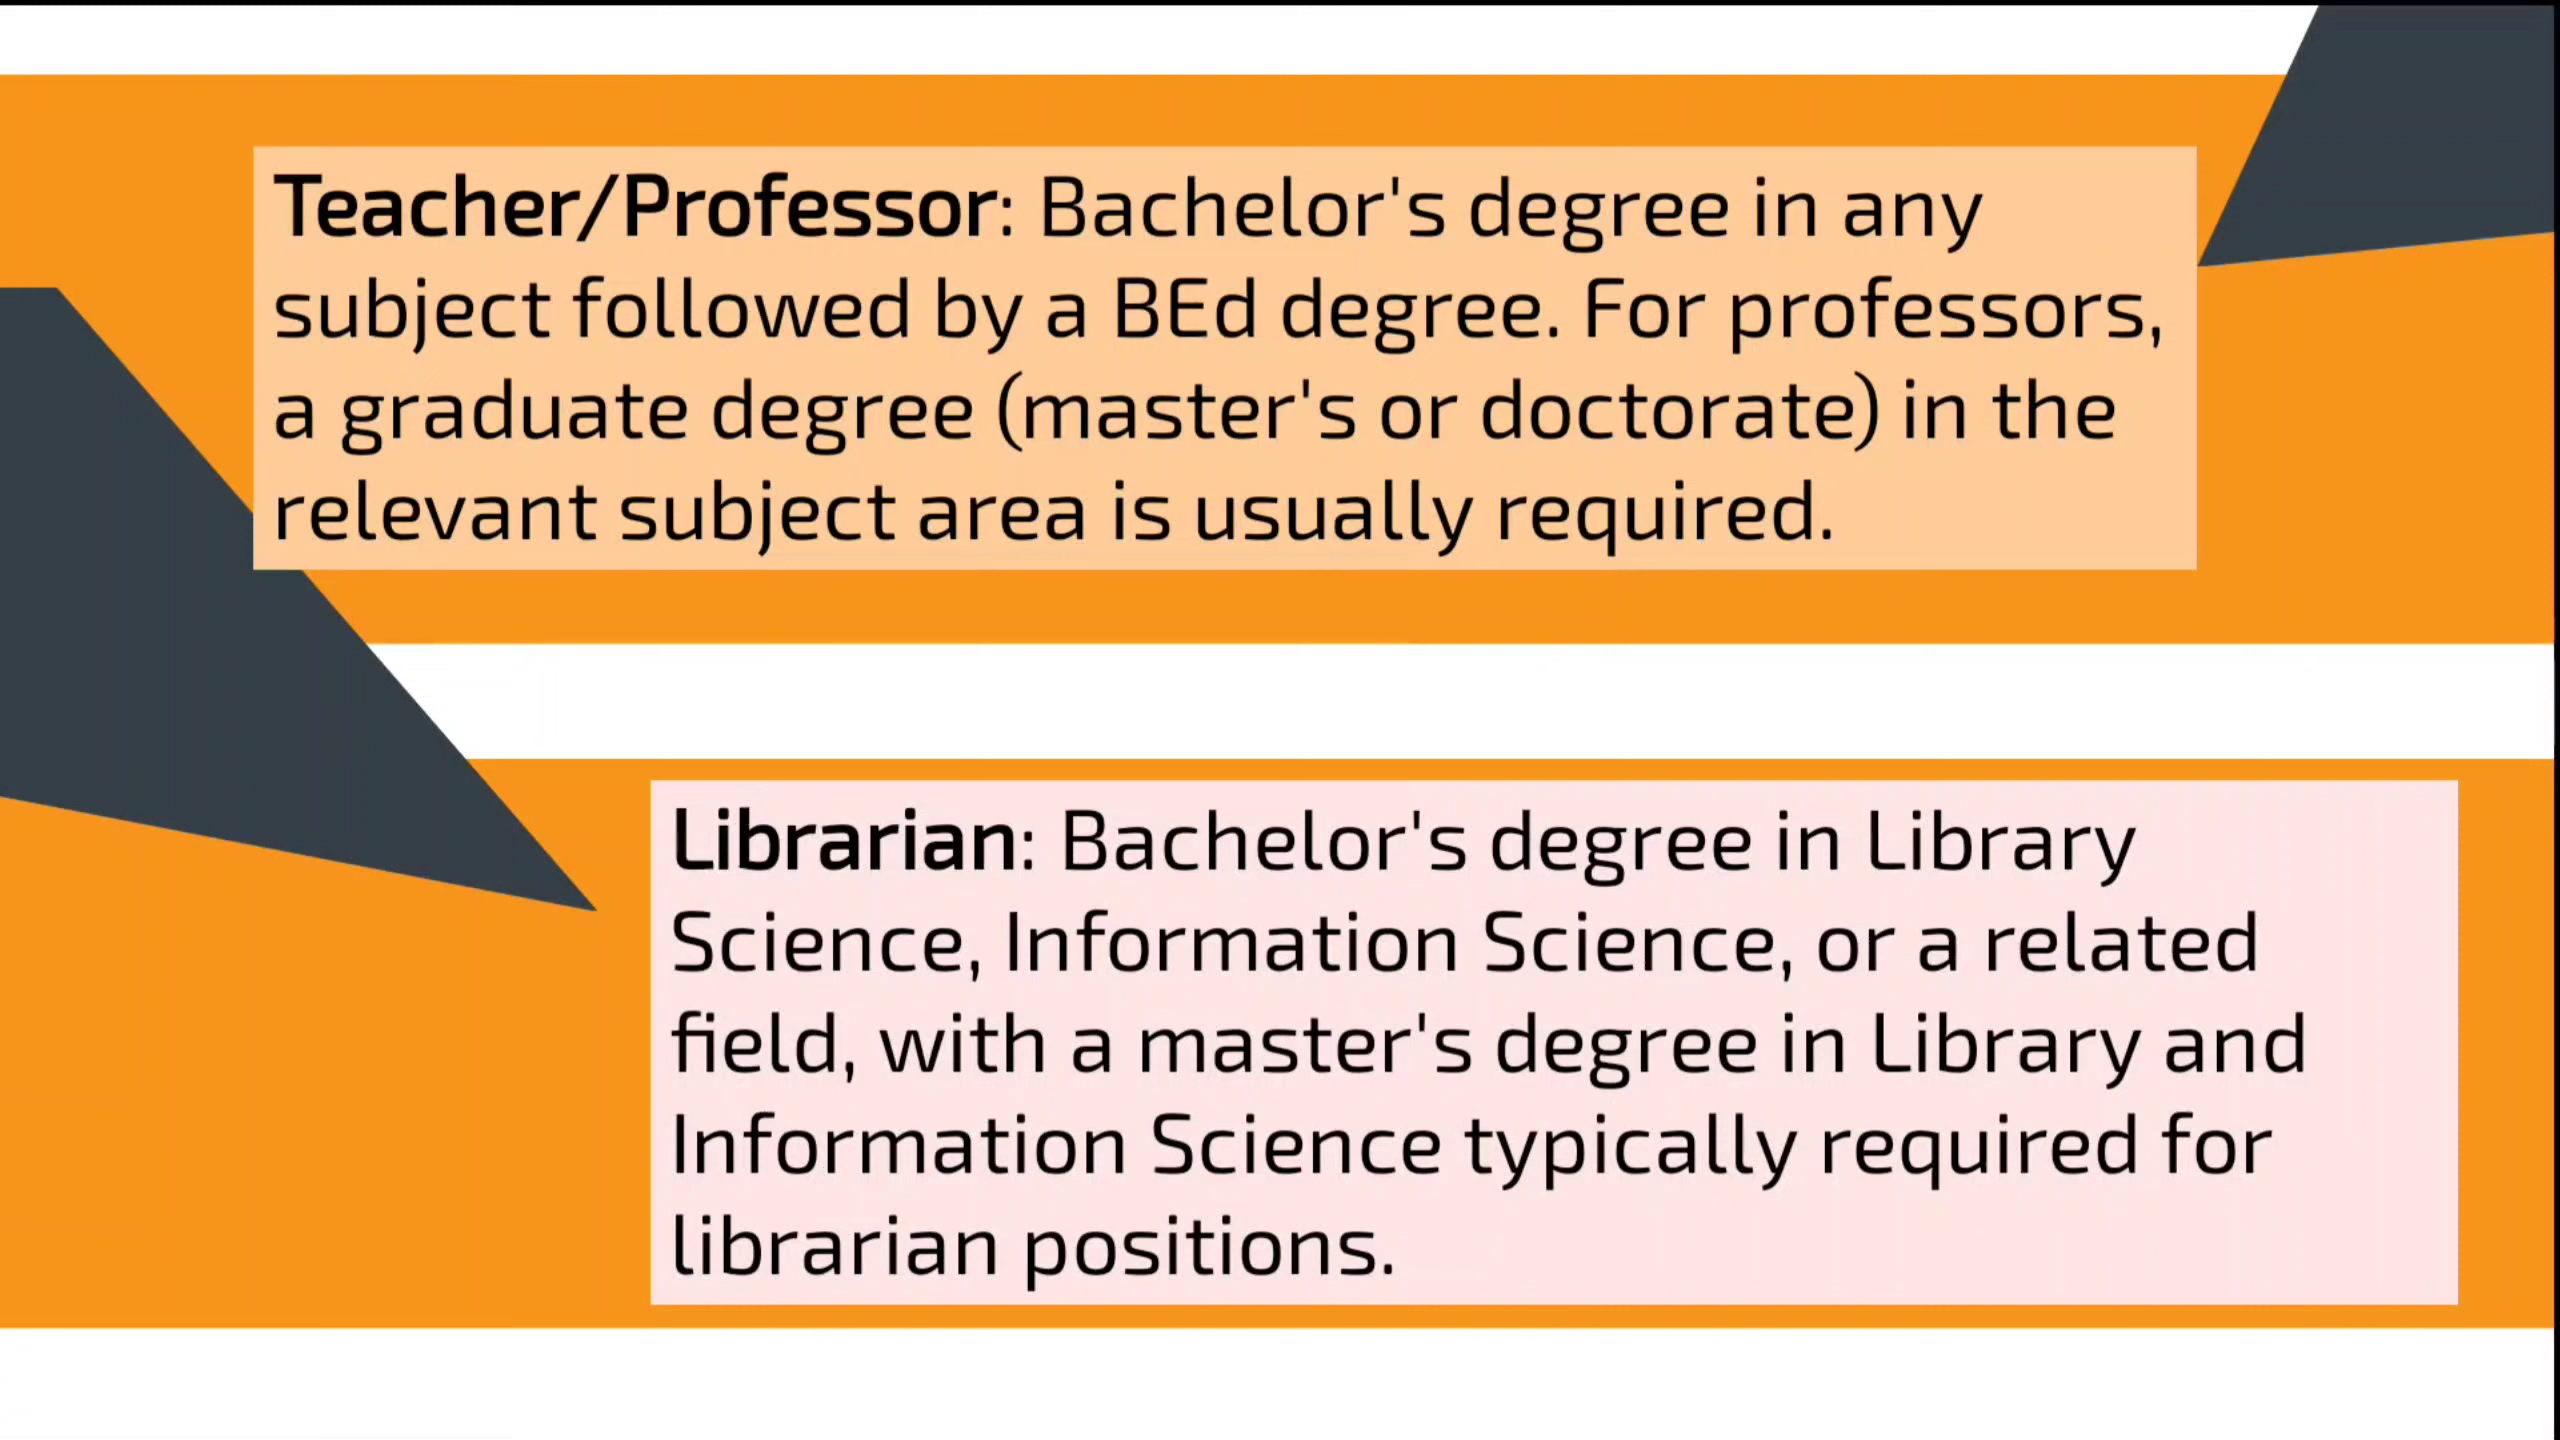 Teacher/Professor: Bachelor's degree in any
subject followed by a BEd degree. For professors,
a graduate degree (master's or doctorate) in the
relevant subject area is usually required.
Librarian: Bachelor's degree in Library
Science, Information Science, or a related
field, with a master's degree in Library and
Information Science typically required for
librarian positions.